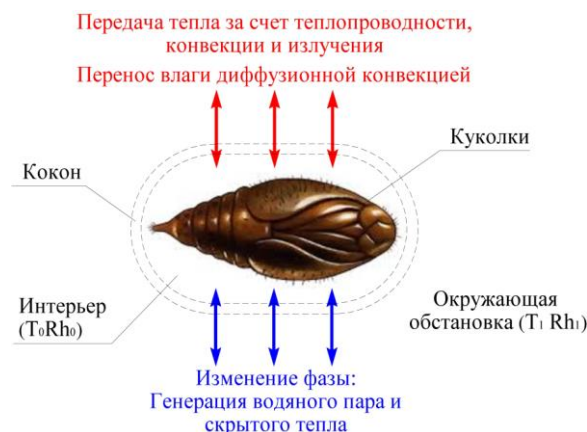 Передача тепла за счет теплопроводности,
конвекции и излучения
Перенос влаги диффузионной конвекцией
Куколки
Кокон
Интерьер
(T₀Rh₀)
Окружающая
обстановка (T₁ Rh₁)
Изменение фазы:
Генерация водяного пара и
скрытого тепла